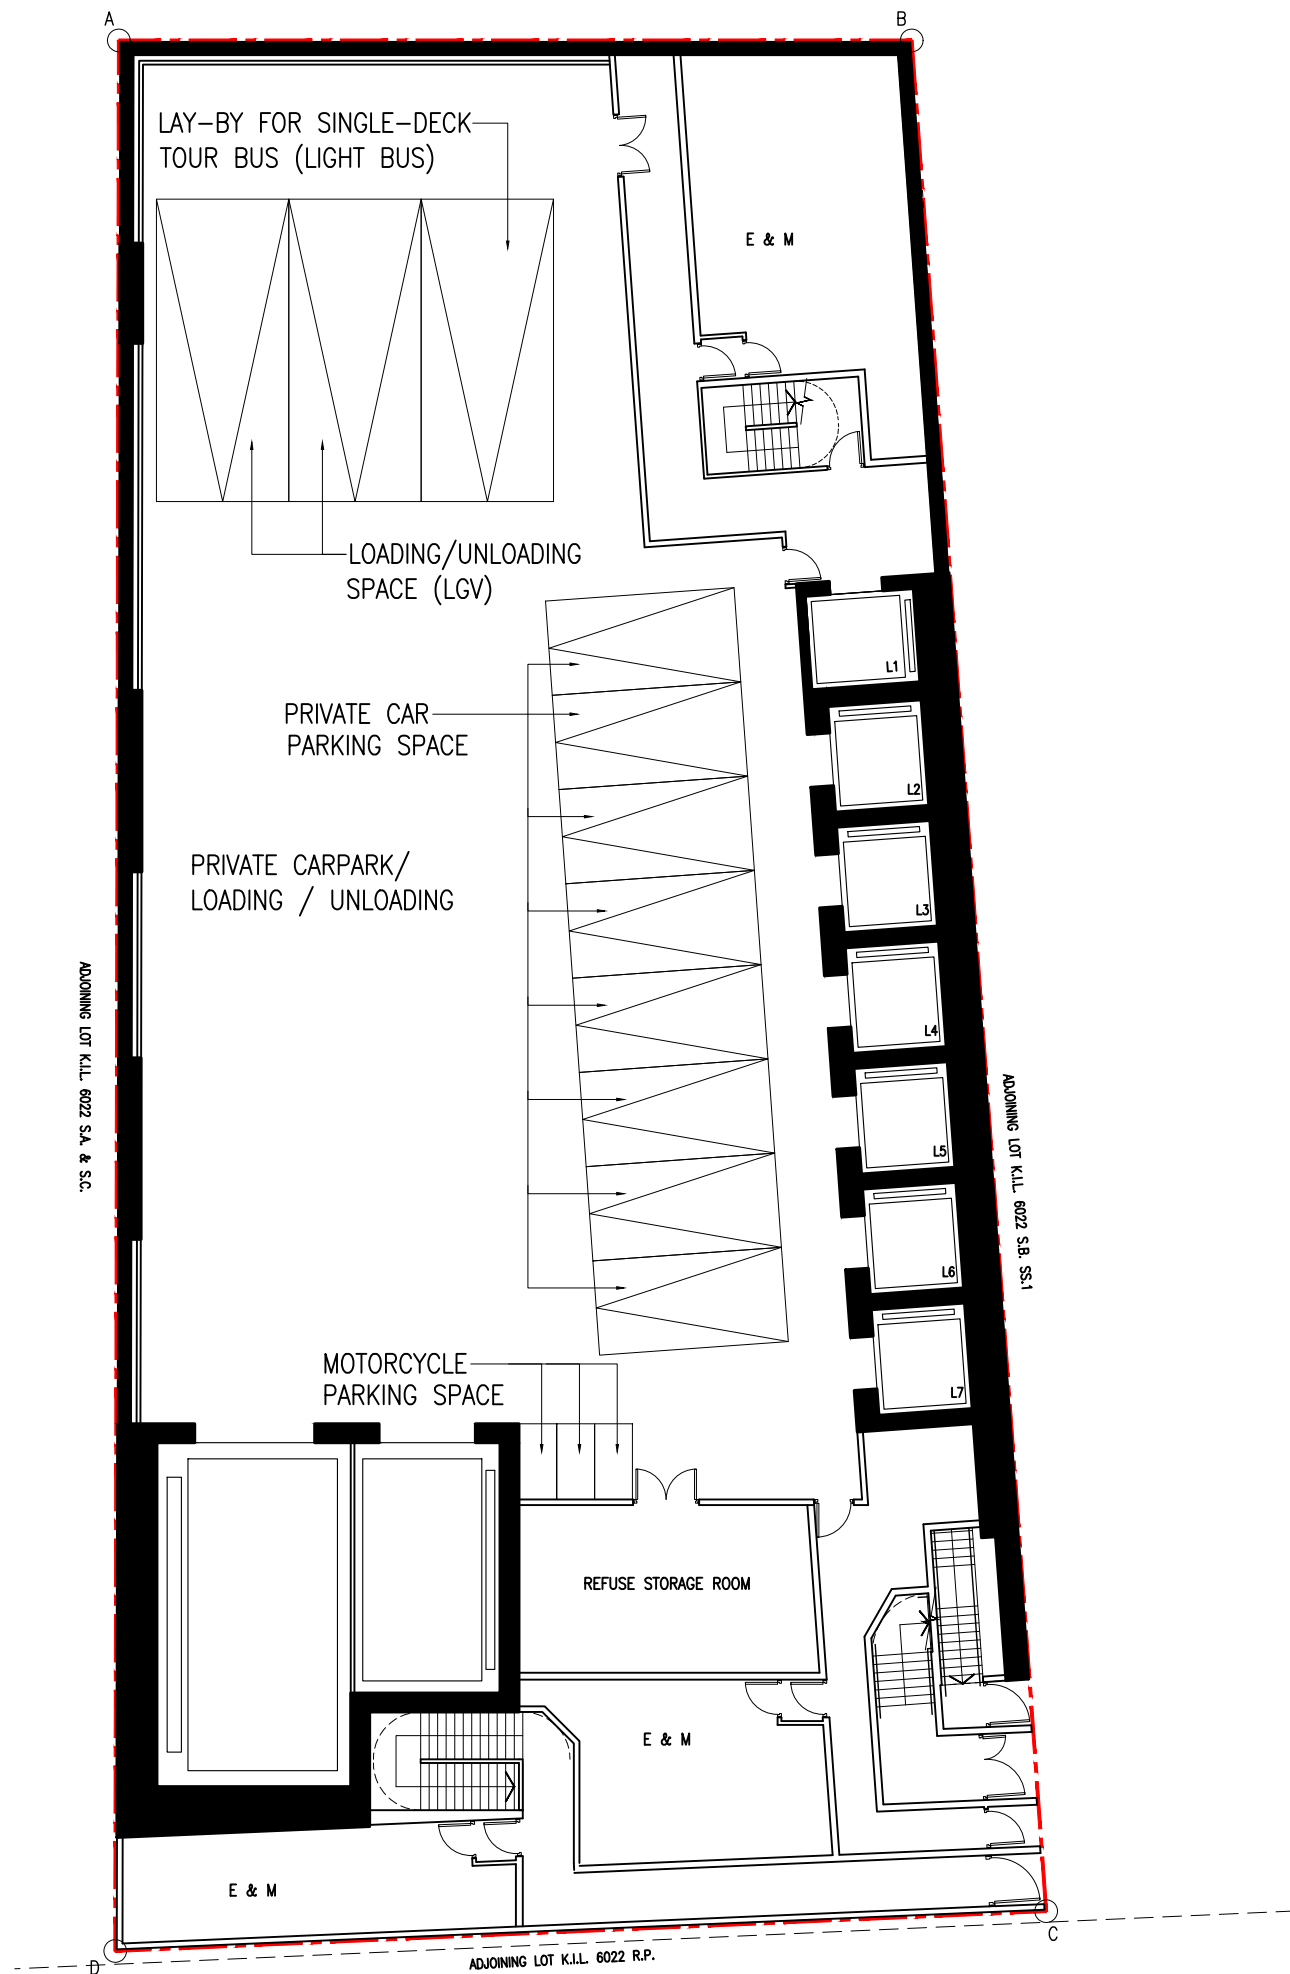 A
B
LAY-BY FOR SINGLE-DECK
TOUR BUS (LIGHT BUS)
E & M
LOADING/UNLOADING
SPACE (LGV)
L1
PRIVATE CAR
PARKING SPACE
L2
PRIVATE CARPARK/
LOADING / UNLOADING
L3
L4
ADJOINING LOT K.I.L. 6022 S.A. & S.C.
ADJOINING LOT K.I.L. 6022 S.B. SS.1
L5
L6
MOTORCYCLE
PARKING SPACE
L7
REFUSE STORAGE ROOM
E & M
E & M
C
D
ADJOINING LOT K.I.L. 6022 R.P.